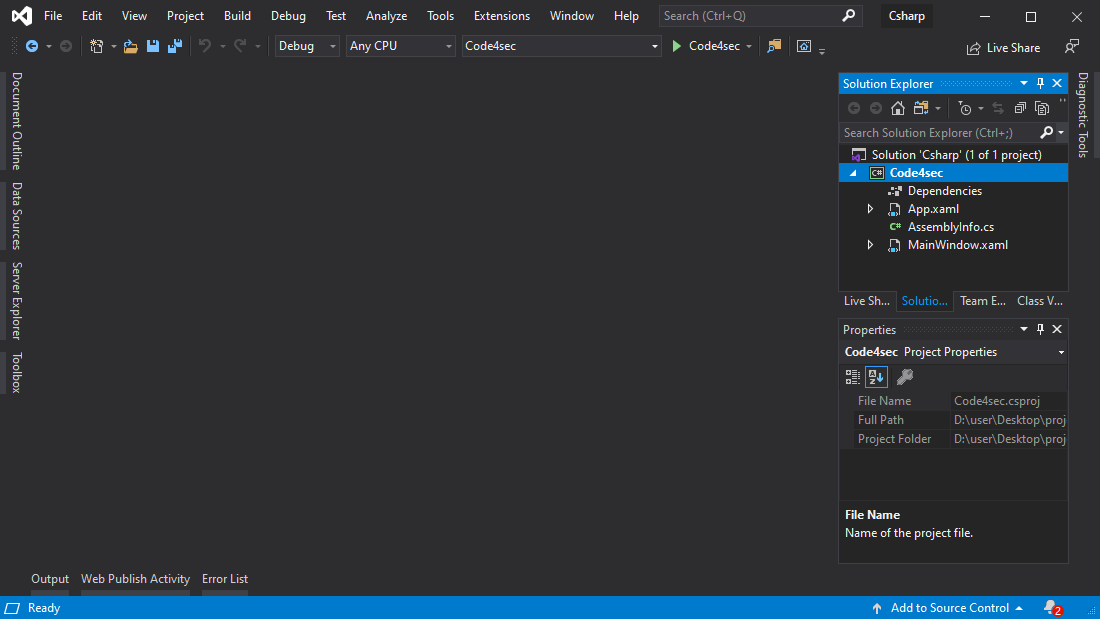 File Edit View Project Build Debug Test Analyze Tools Extensions Window Help Search (Ctrl+Q) Csharp
Debug Any CPU Code4sec Code4sec Live Share
Document Outline
Data Sources
Server Explorer
Toolbox
Solution Explorer
Search Solution Explorer (Ctrl+;)
Solution 'Csharp' (1 of 1 project)
C# Code4sec
Dependencies
App.xaml
C# AssemblyInfo.cs
MainWindow.xaml
Live Sh... Solutio... Team E... Class V...
Diagnostic Tools
Properties
Code4sec Project Properties
File Name Code4sec.csproj
Full Path D:\user\Desktop\proj
Project Folder D:\user\Desktop\proj
File Name
Name of the project file.
Output Web Publish Activity Error List
Ready Add to Source Control 2